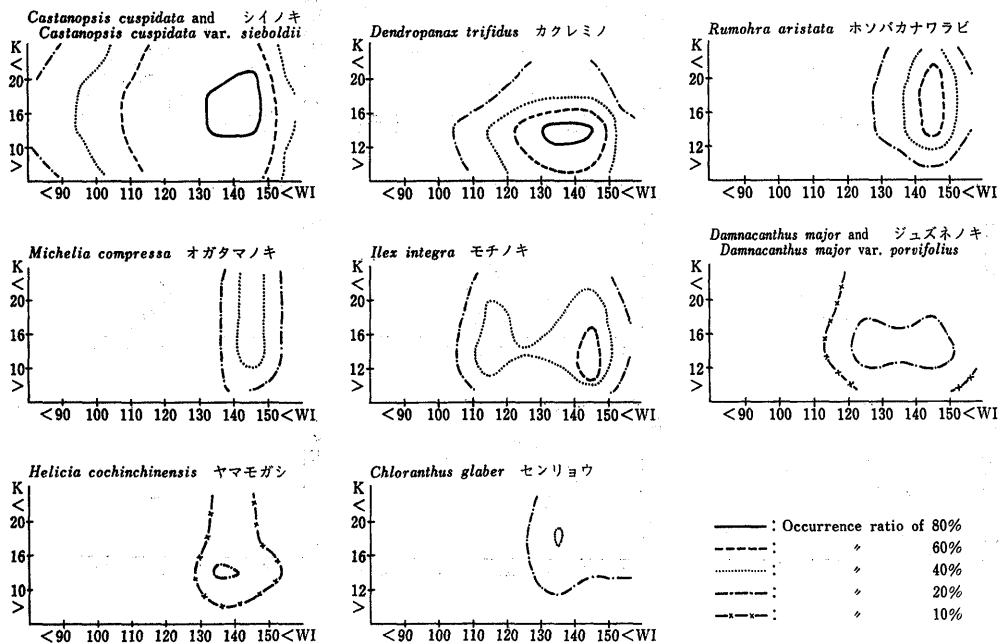 Castanopsis cuspidata and シイノキ
Castanopsis cuspidata var. sieboldii
K
<
20
16
10
>
<90 100 110 120 130 140 150<WI
Dendropanax trifidus カクレミノ
K
<
20
16
12
>
<90 100 110 120 130 140 150<WI
Rumohra aristata ホソバカナワラビ
K
<
20
16
12
>
<90 100 110 120 130 140 150<WI
Michelia compressa オガタマノキ
K
<
20
16
10
>
<90 100 110 120 130 140 150<WI
Ilex integra モチノキ
K
<
20
16
12
>
<90 100 110 120 130 140 150<WI
Damnacanthus major and ジュズネノキ
Damnacanthus major var. porvifolius
K
<
20
16
12
>
<90 100 110 120 130 140 150<WI
Helicia cochinchinensis ヤマモガシ
K
<
20
16
10
>
<90 100 110 120 130 140 150<WI
Chloranthus glaber センリョウ
K
<
20
16
12
>
<90 100 110 120 130 140 150<WI
: Occurrence ratio of 80%
: 〃 60%
: 〃 40%
: 〃 20%
: 〃 10%